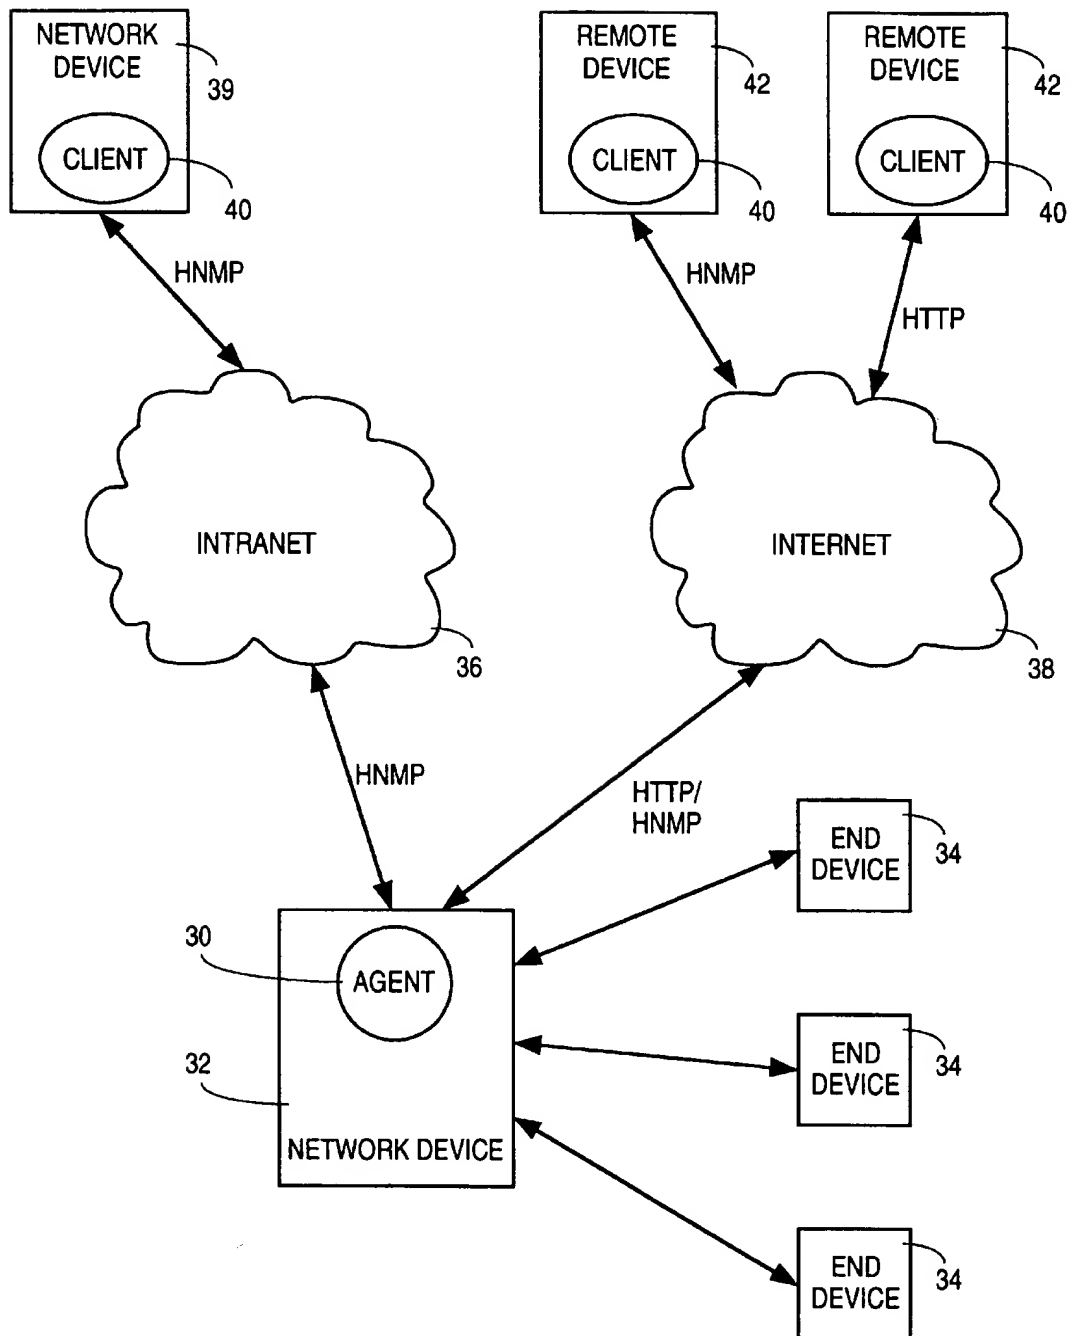 NETWORK
DEVICE
39
CLIENT
40
REMOTE
DEVICE
42
CLIENT
40
REMOTE
DEVICE
42
CLIENT
40
HNMP
HNMP
HTTP
INTRANET
36
INTERNET
38
HNMP
HTTP/
HNMP
END
DEVICE
34
30
AGENT
32
NETWORK DEVICE
END
DEVICE
34
END
DEVICE
34